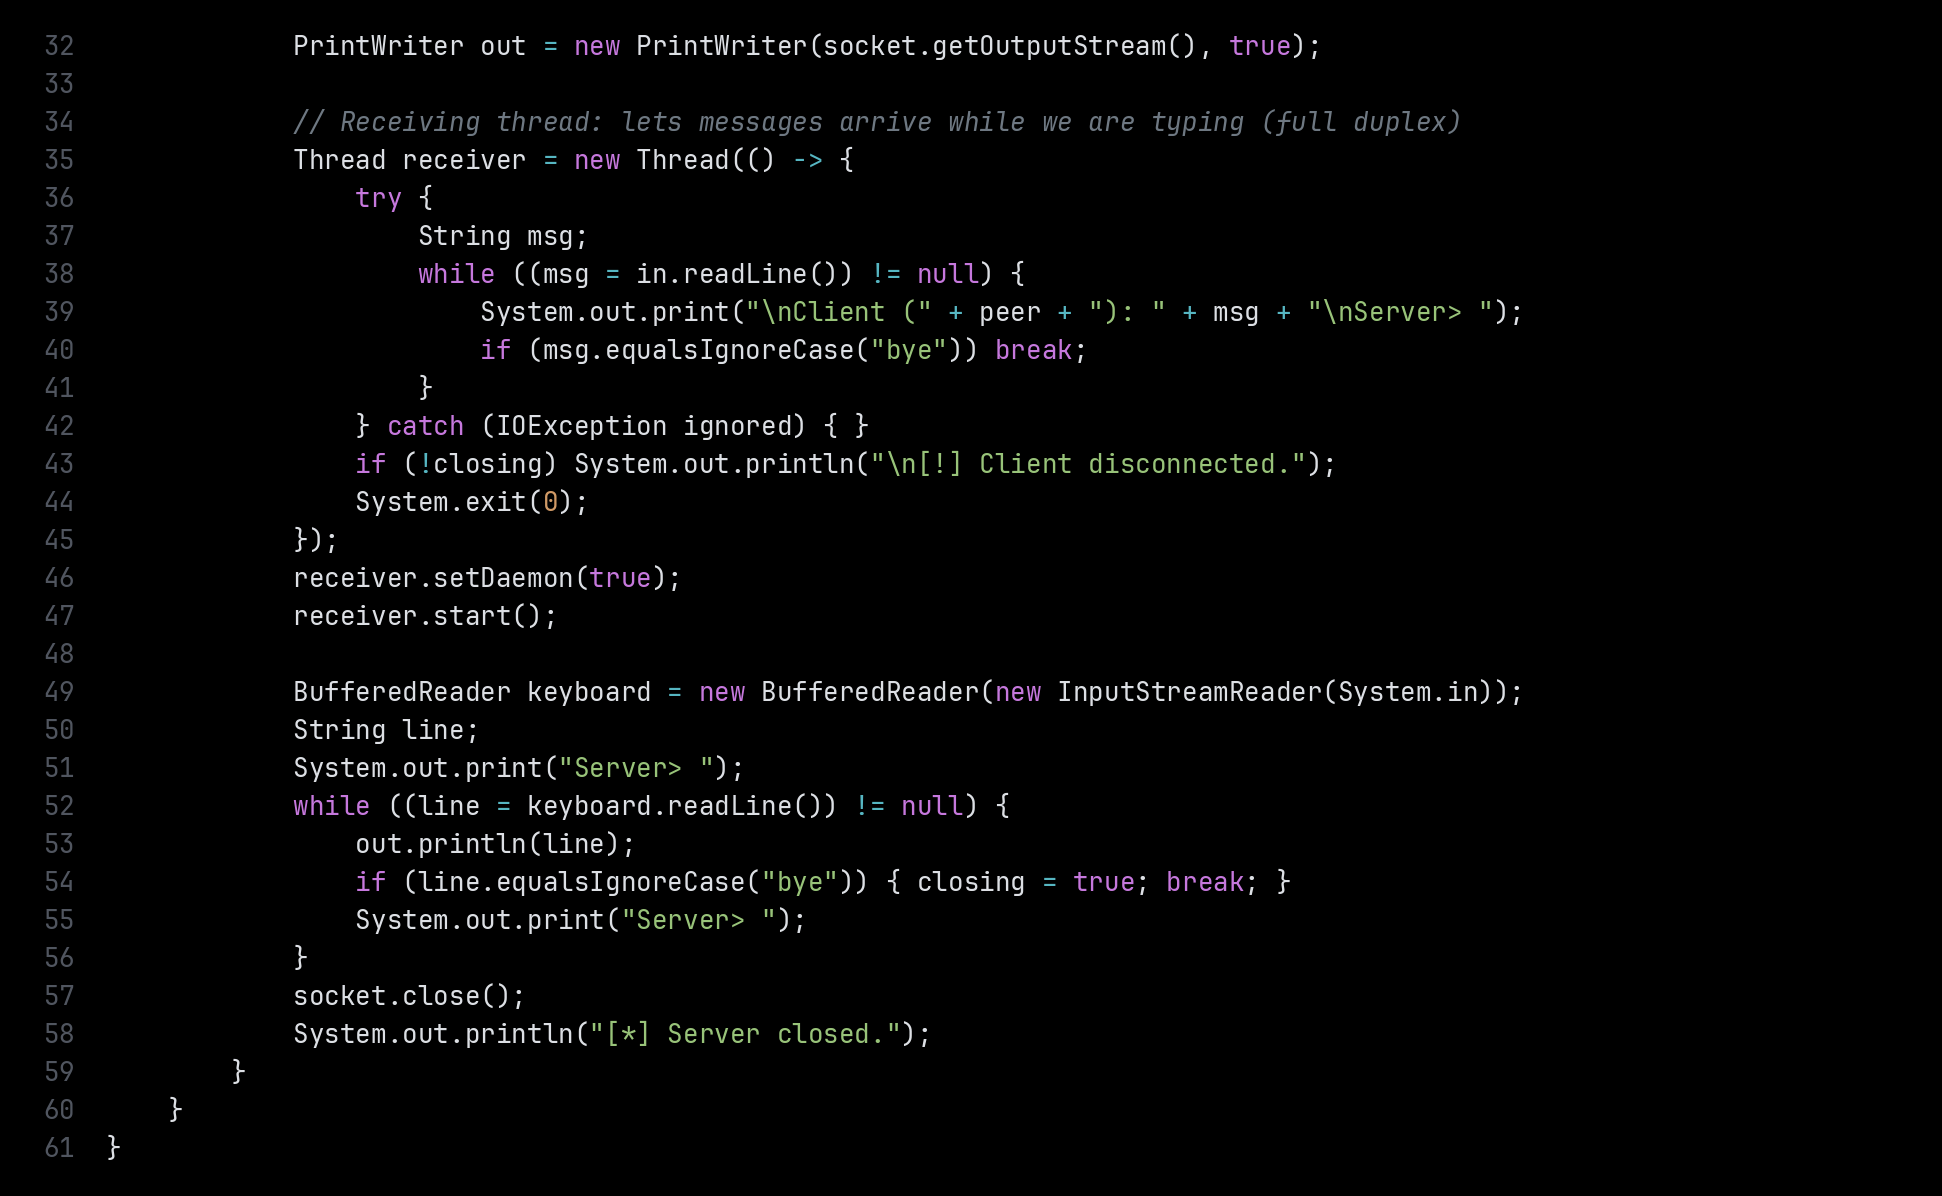 32 PrintWriter out = new PrintWriter(socket.getOutputStream(), true);
33
34 // Receiving thread: lets messages arrive while we are typing (full duplex)
35 Thread receiver = new Thread(() -> {
36 try {
37 String msg;
38 while ((msg = in.readLine()) != null) {
39 System.out.print("\nClient (" + peer + "): " + msg + "\nServer> ");
40 if (msg.equalsIgnoreCase("bye")) break;
41 }
42 } catch (IOException ignored) { }
43 if (!closing) System.out.println("\n[!] Client disconnected.");
44 System.exit(0);
45 });
46 receiver.setDaemon(true);
47 receiver.start();
48
49 BufferedReader keyboard = new BufferedReader(new InputStreamReader(System.in));
50 String line;
51 System.out.print("Server> ");
52 while ((line = keyboard.readLine()) != null) {
53 out.println(line);
54 if (line.equalsIgnoreCase("bye")) { closing = true; break; }
55 System.out.print("Server> ");
56 }
57 socket.close();
58 System.out.println("[*] Server closed.");
59 }
60 }
61 }